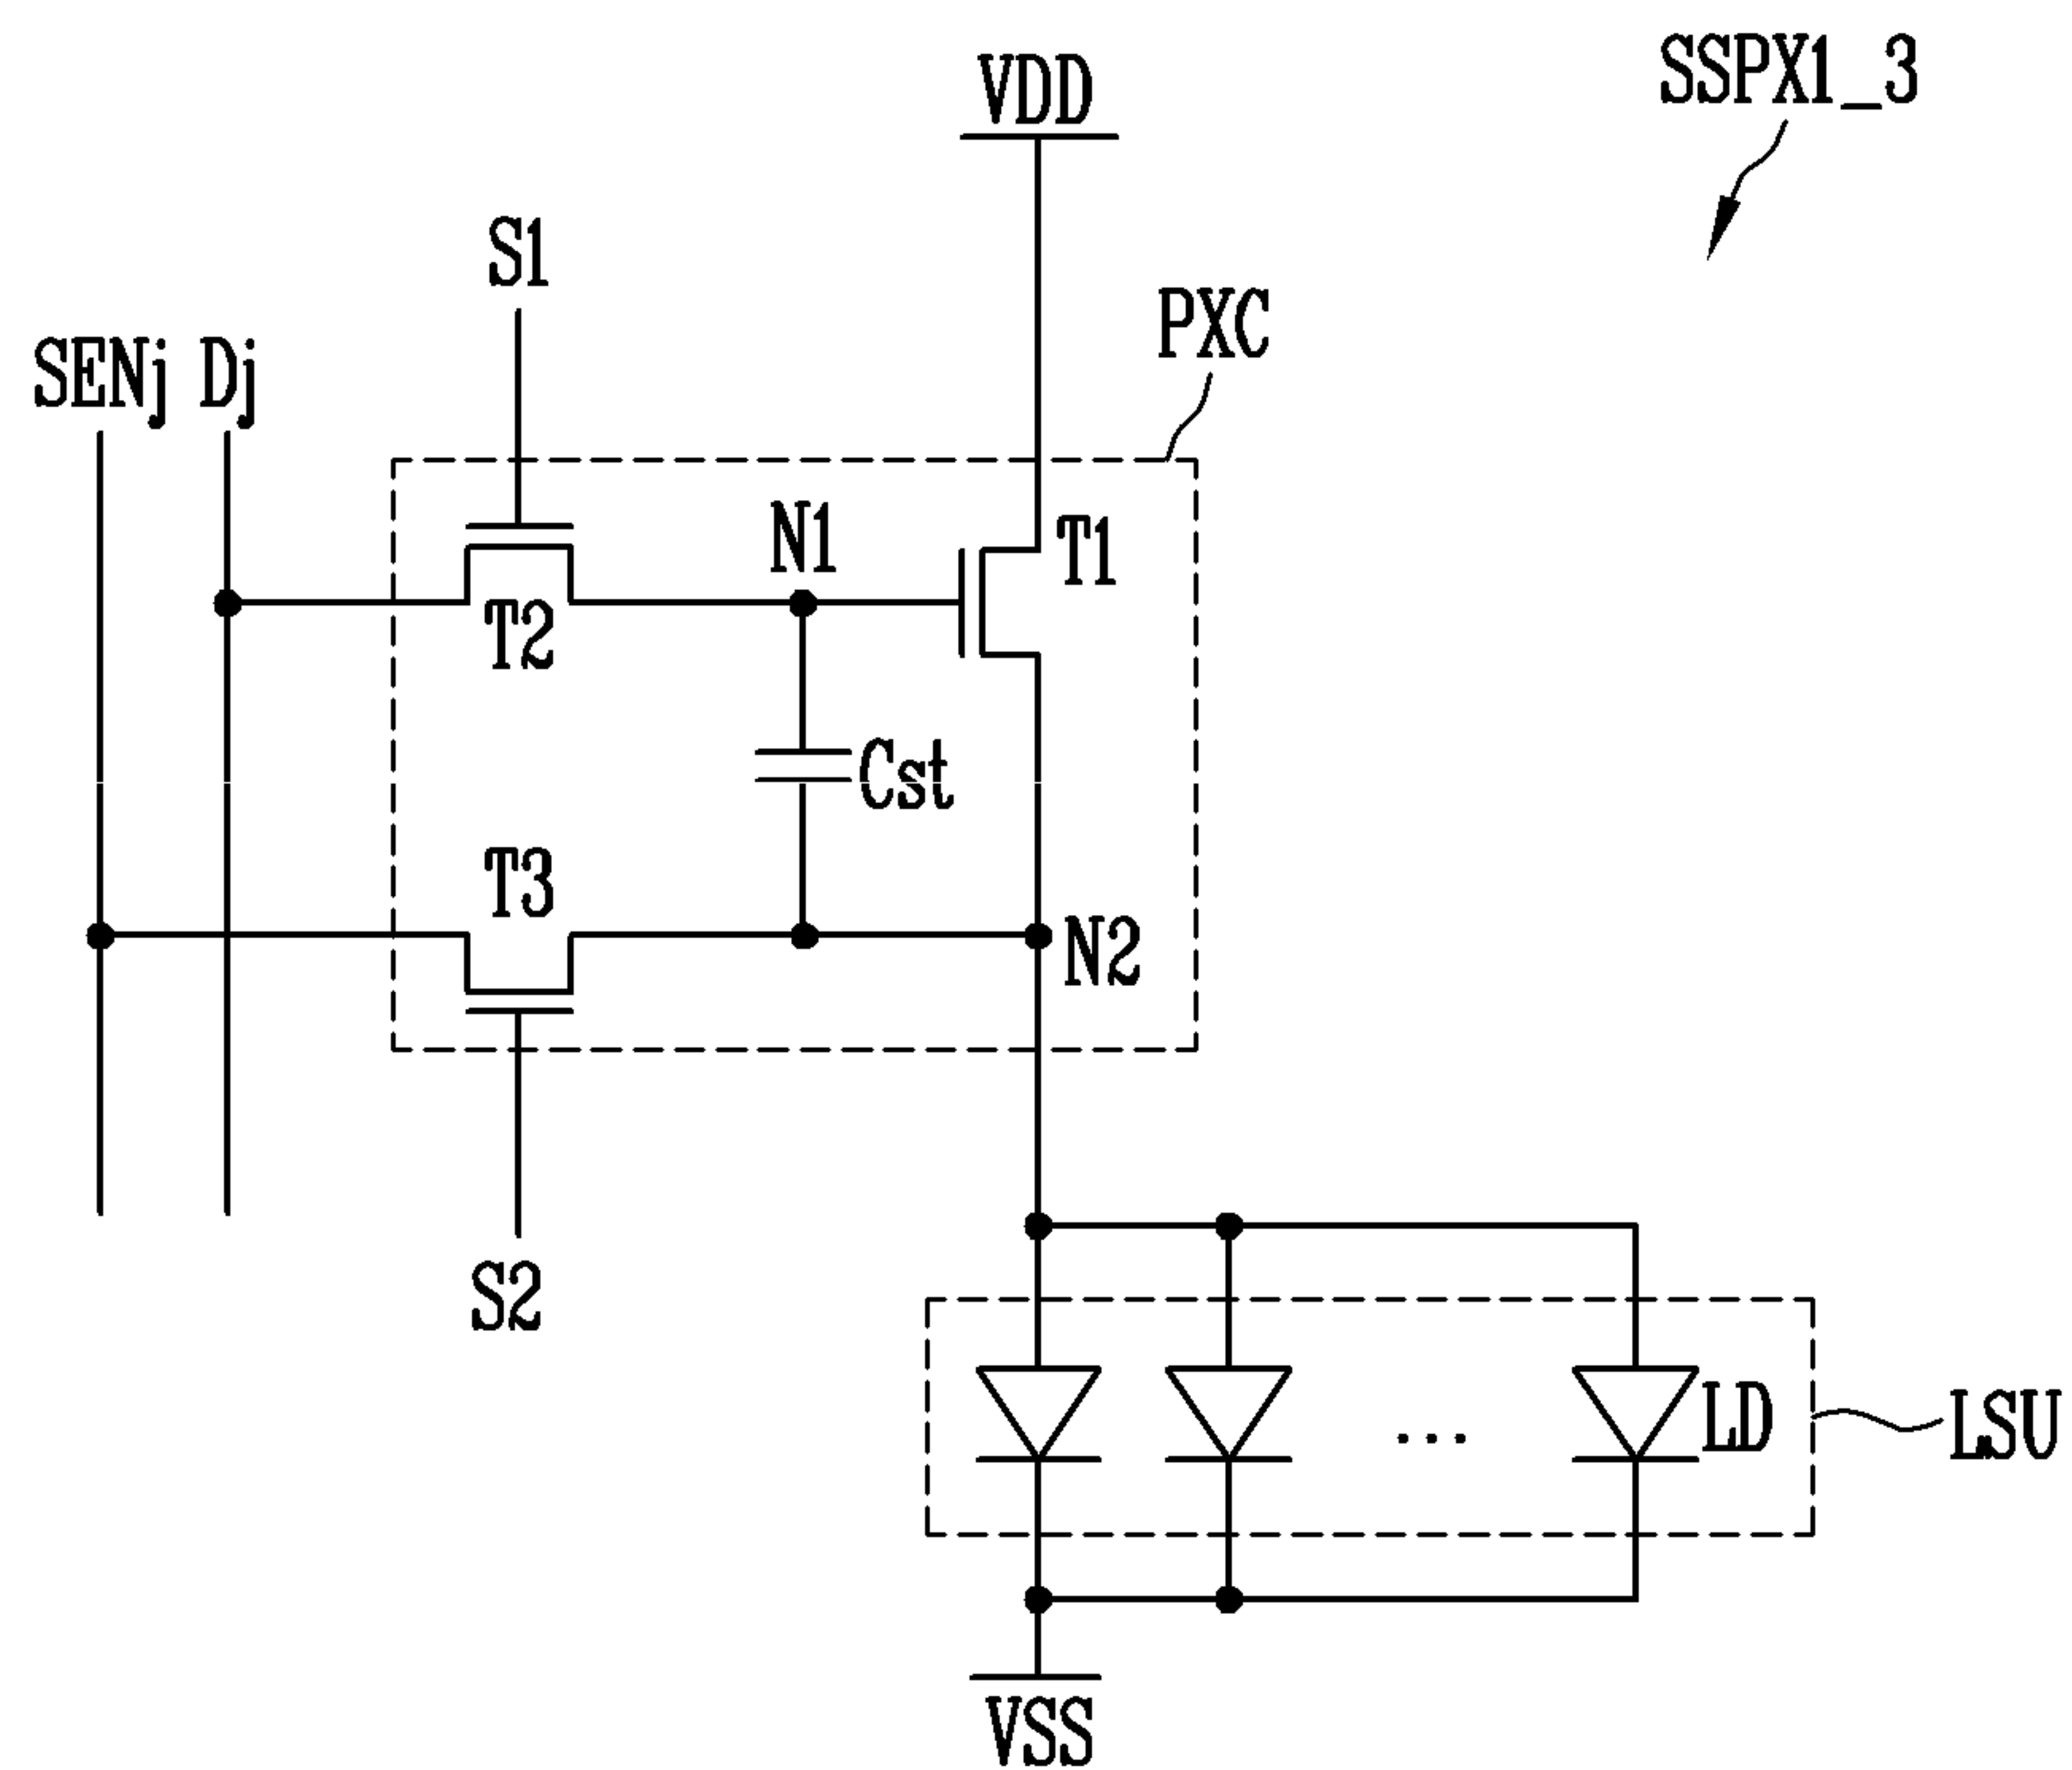 SSPX1_3
VDD
S1
PXC
SENj Dj
N1
T1
T2
Cst
T3
N2
S2
LD
LSU
...
VSS